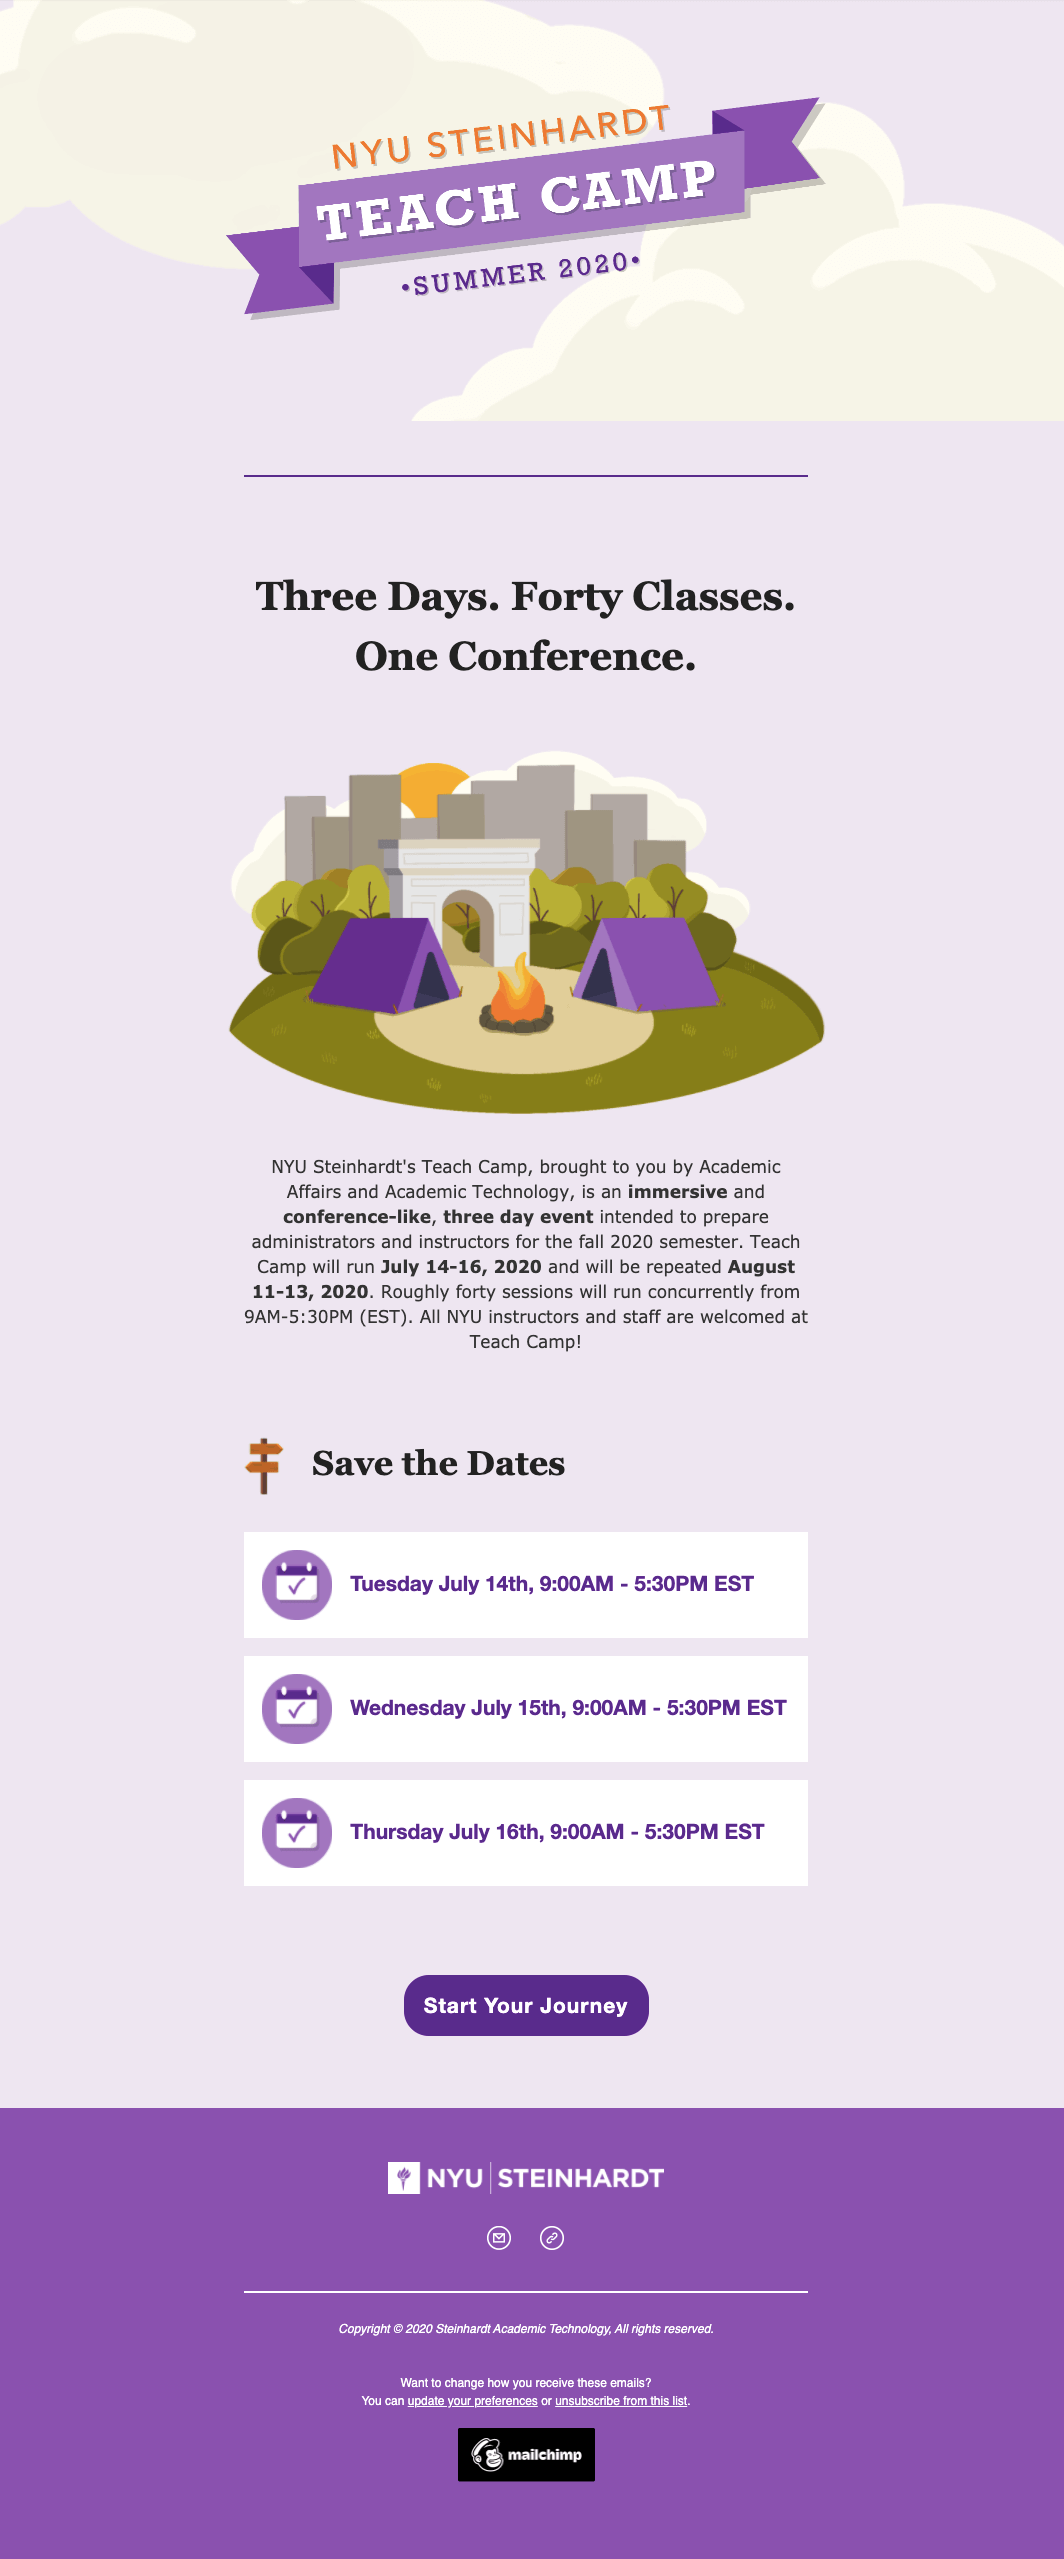 NYU STEINHARDT
TEACH CAMP
•SUMMER 2020•
Three Days. Forty Classes.
One Conference.
NYU Steinhardt's Teach Camp, brought to you by Academic
Affairs and Academic Technology, is an immersive and
conference-like, three day event intended to prepare
administrators and instructors for the fall 2020 semester. Teach
Camp will run July 14-16, 2020 and will be repeated August
11-13, 2020. Roughly forty sessions will run concurrently from
9AM-5:30PM (EST). All NYU instructors and staff are welcomed at
Teach Camp!
Save the Dates
Tuesday July 14th, 9:00AM - 5:30PM EST
Wednesday July 15th, 9:00AM - 5:30PM EST
Thursday July 16th, 9:00AM - 5:30PM EST
Start Your Journey
NYU | STEINHARDT
Copyright © 2020 Steinhardt Academic Technology, All rights reserved.
Want to change how you receive these emails?
You can update your preferences or unsubscribe from this list.
mailchimp